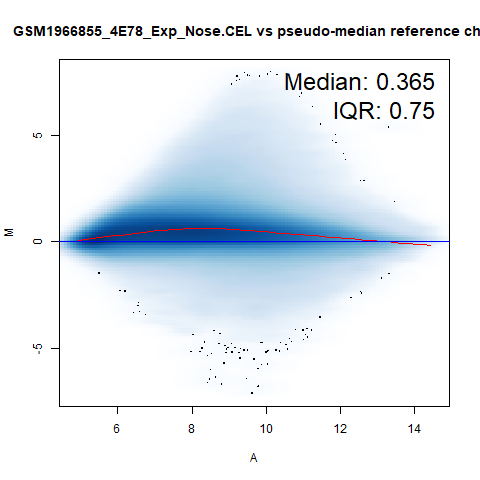 GSM1966855_4E78_Exp_Nose.CEL vs pseudo-median reference ch
Median: 0.365
IQR: 0.75
5
0
-5
M
6 8 10 12 14
A